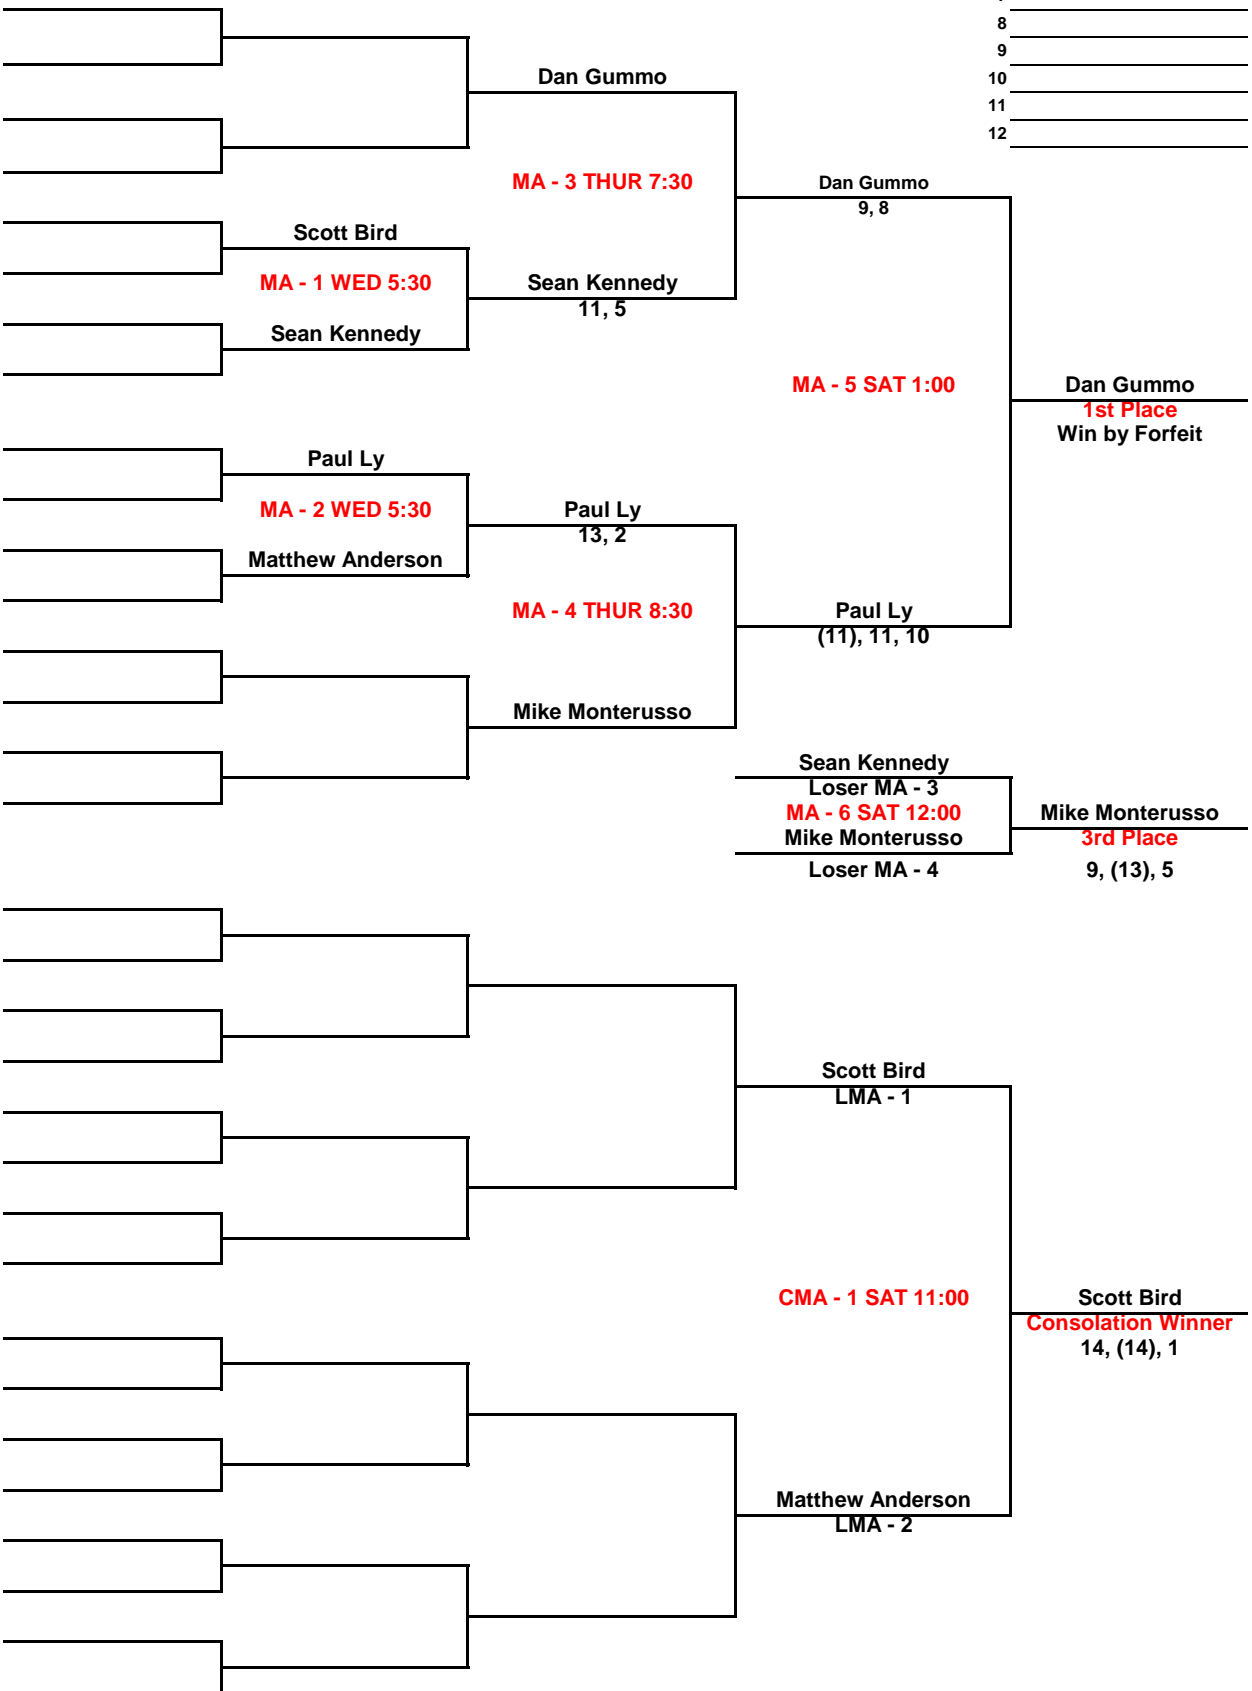 8
9
Dan Gummo
10
11
12
MA - 3 THUR 7:30
Dan Gummo
9, 8
Scott Bird
MA - 1 WED 5:30
Sean Kennedy
11, 5
Sean Kennedy
MA - 5 SAT 1:00
Dan Gummo
1st Place
Win by Forfeit
Paul Ly
MA - 2 WED 5:30
Paul Ly
13, 2
Matthew Anderson
MA - 4 THUR 8:30
Paul Ly
(11), 11, 10
Mike Monterusso
Sean Kennedy
Loser MA - 3
MA - 6 SAT 12:00
Mike Monterusso
Mike Monterusso
3rd Place
Loser MA - 4
9, (13), 5
Scott Bird
LMA - 1
CMA - 1 SAT 11:00
Scott Bird
Consolation Winner
14, (14), 1
Matthew Anderson
LMA - 2